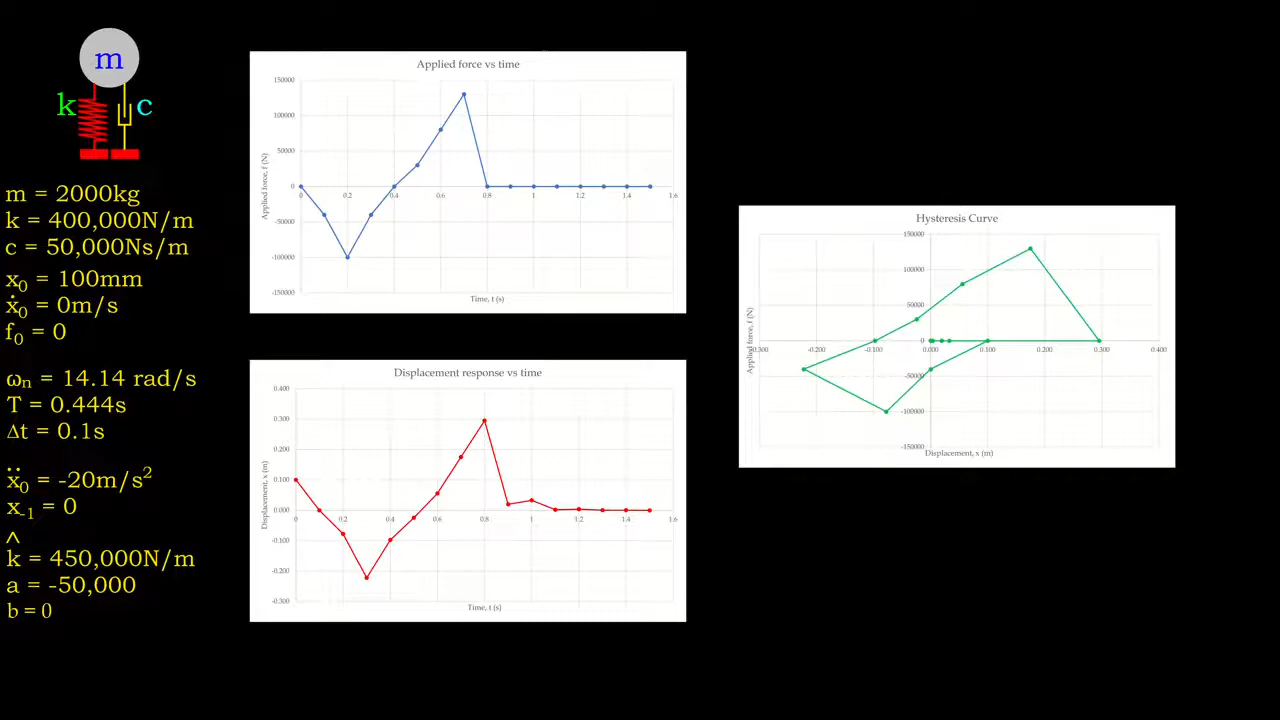 m
k
c
m = 2000kg
k = 400,000N/m
c = 50,000Ns/m
x₀ = 100mm
ẋ₀ = 0m/s
f₀ = 0
ωₙ = 14.14 rad/s
T = 0.444s
Δt = 0.1s
ẍ₀ = -20m/s²
x₋₁ = 0
k̂ = 450,000N/m
a = -50,000
b = 0
Applied force vs time
150000
100000
50000
0
-50000
-100000
-150000
0 0.2 0.4 0.6 0.8 1 1.2 1.4 1.6
Applied force, f (N)
Time, t (s)
Displacement response vs time
0.400
0.300
0.200
0.100
0.000
-0.100
-0.200
-0.300
0 0.2 0.4 0.6 0.8 1 1.2 1.4 1.6
Displacement, x (m)
Time, t (s)
Hysteresis Curve
150000
100000
50000
0
-50000
-100000
-150000
-0.300 -0.200 -0.100 0.000 0.100 0.200 0.300 0.400
Applied force, f (N)
Displacement, x (m)